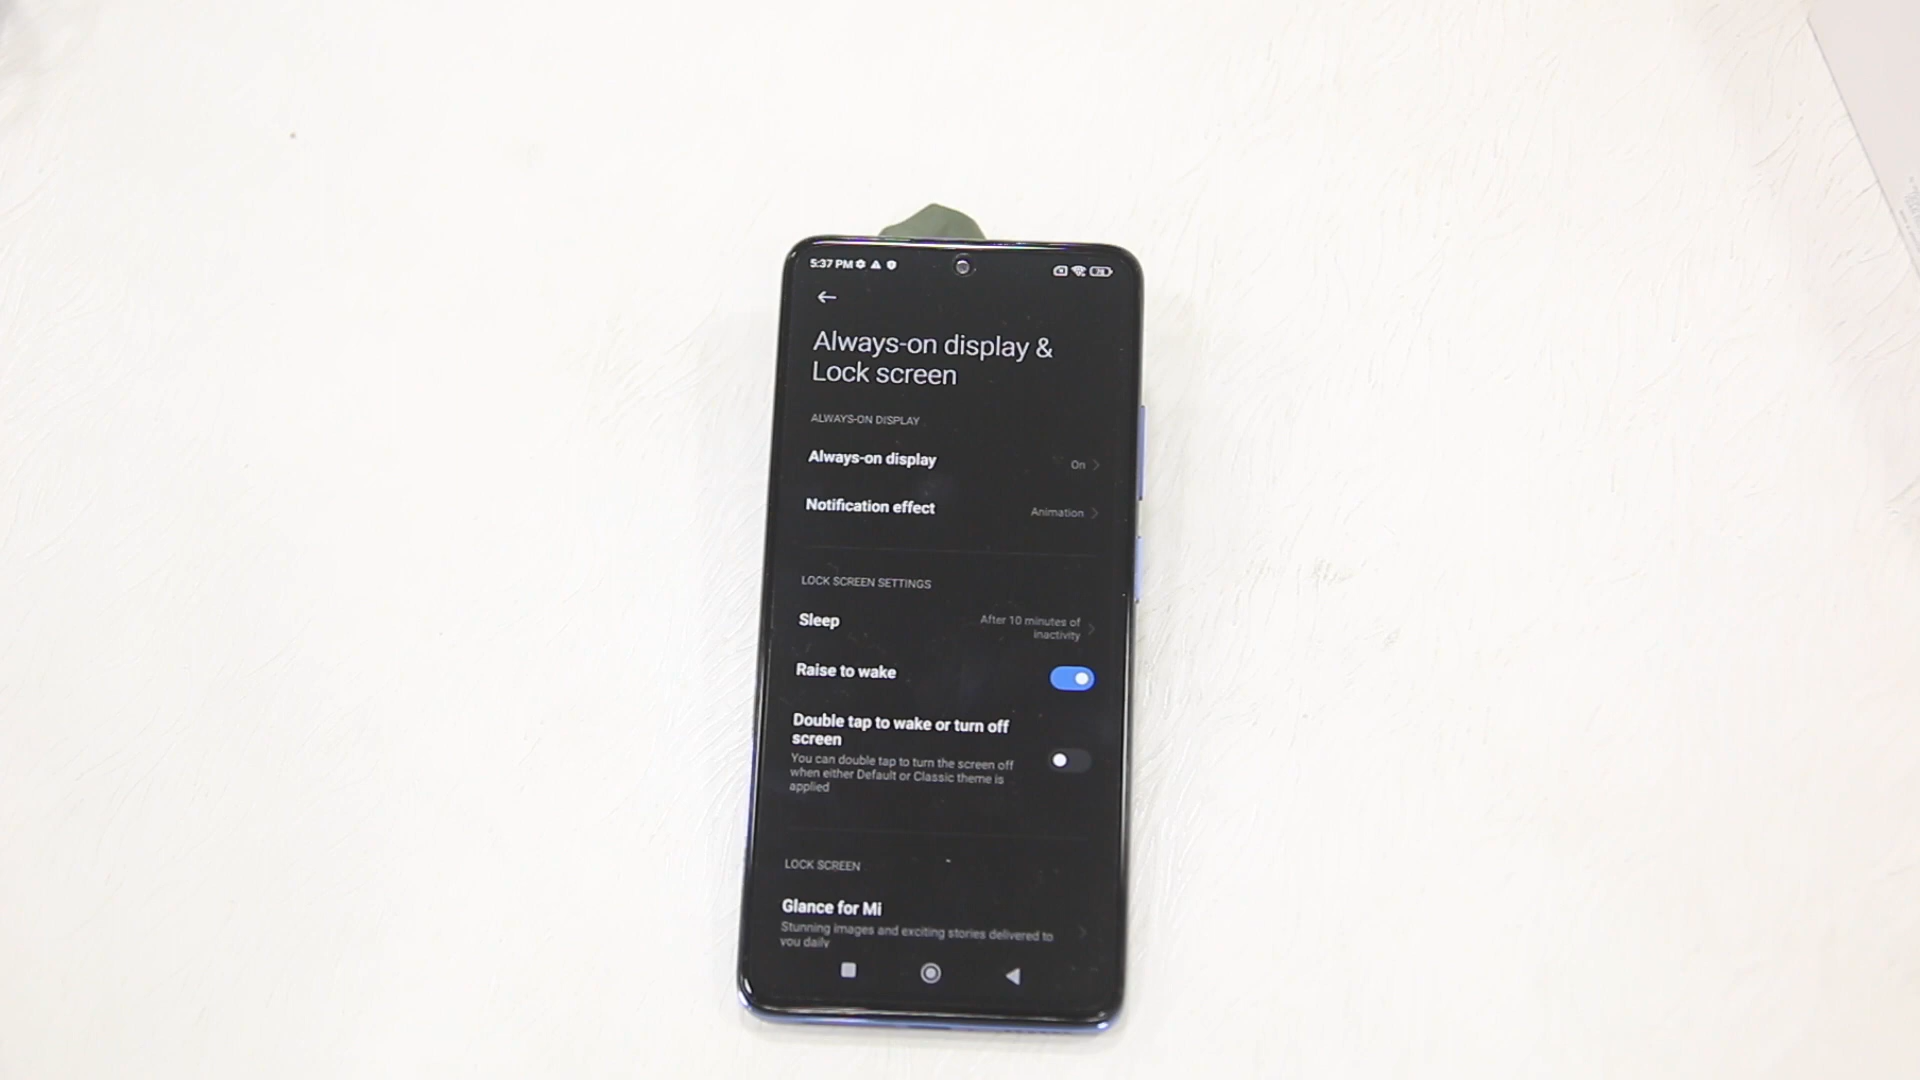 5:37 PM
Always-on display &
Lock screen
ALWAYS-ON DISPLAY
Always-on display
On
Notification effect
Animation
LOCK SCREEN SETTINGS
Sleep
After 10 minutes of
inactivity
Raise to wake
Double tap to wake or turn off
screen
You can double tap to turn the screen off
when either Default or Classic theme is
applied
LOCK SCREEN
Glance for Mi
Stunning images and exciting stories delivered to
you daily